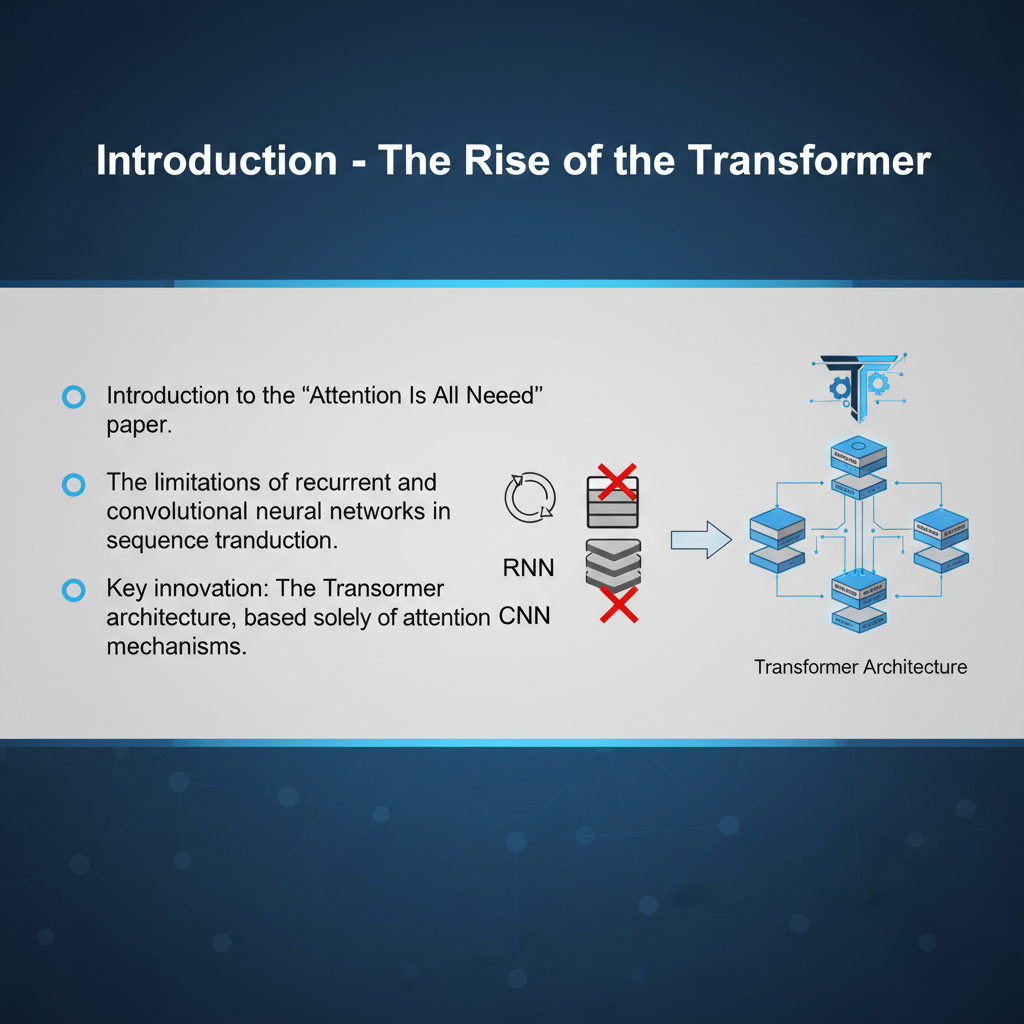 Introduction - The Rise of the Transformer
Introduction to the “Attention Is All Neeed”
paper.
The limitations of recurrent and
convolutional neural networks in
sequence tranduction.
Key innovation: The Transormer
architecture, based solely of attention
mechanisms.
RNN
CNN
Transformer Architecture